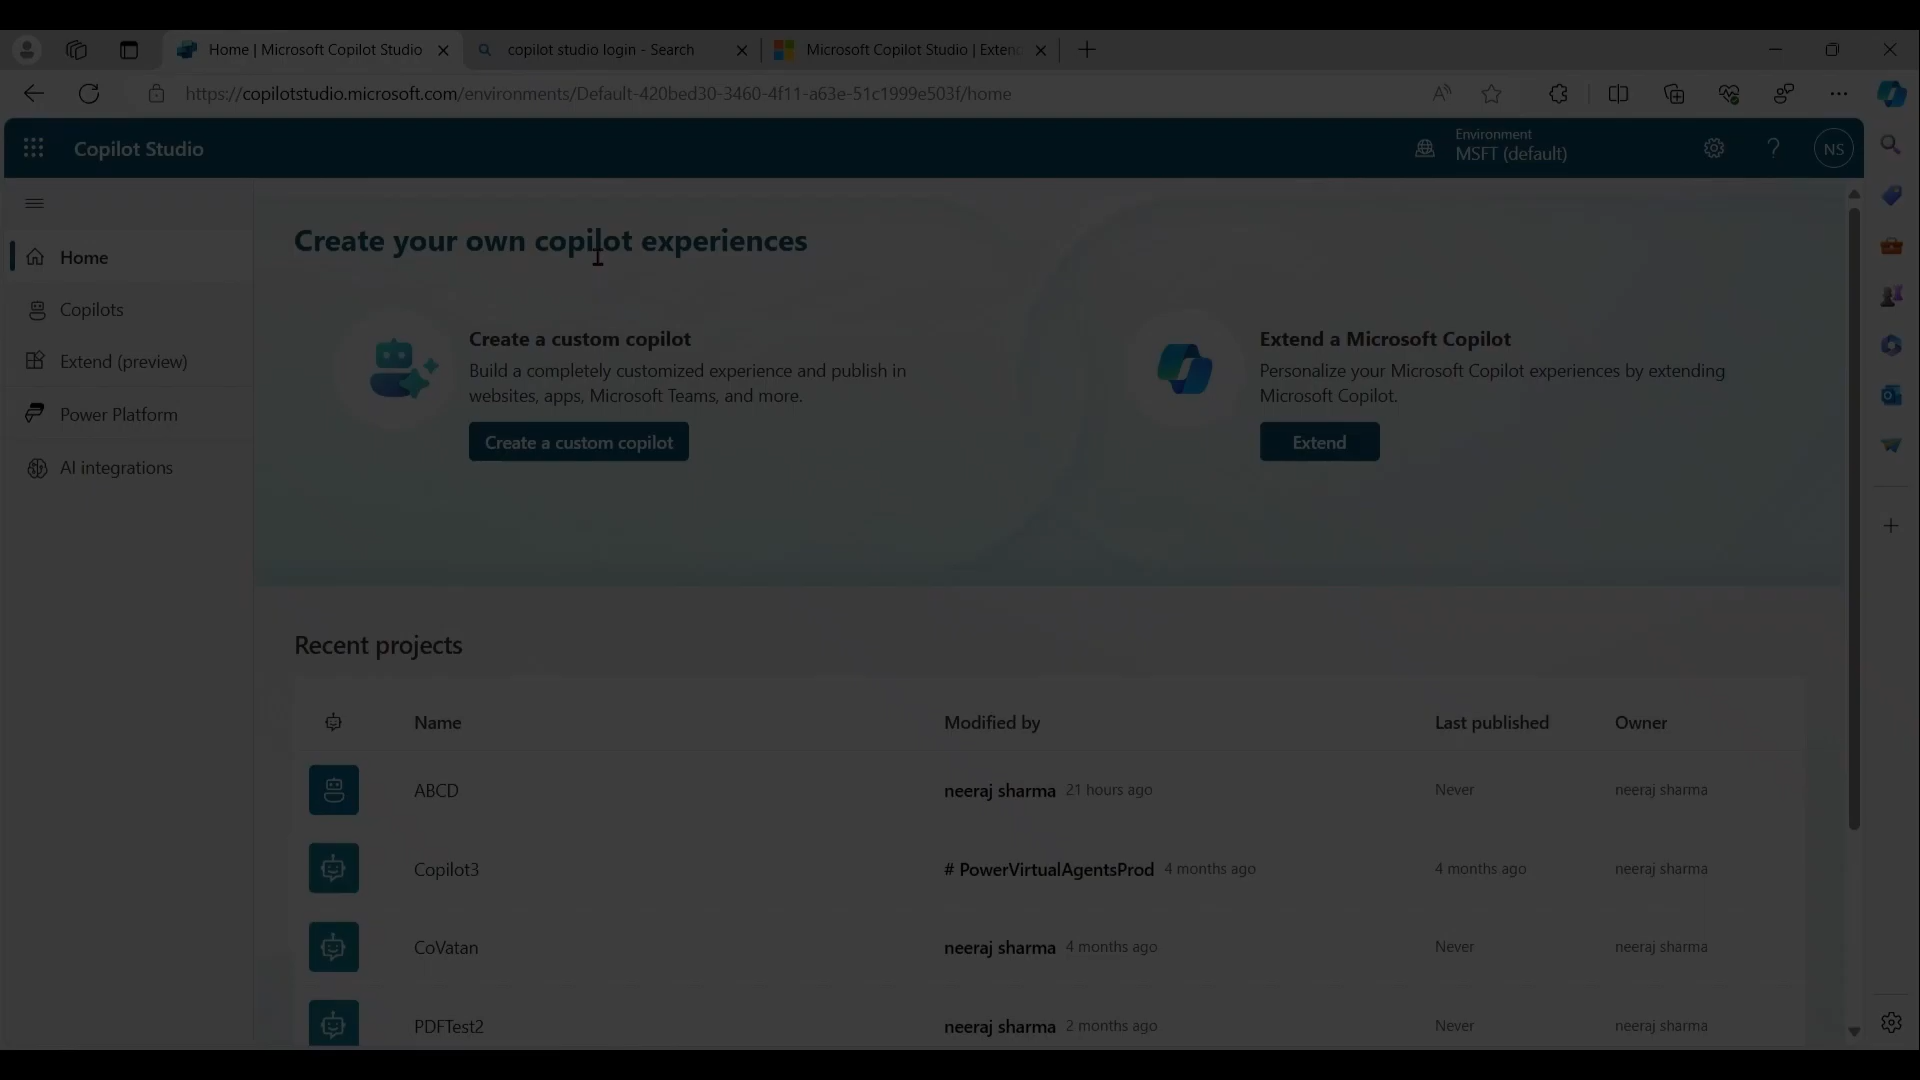 Home | Microsoft Copilot Studio
copilot studio login - Search
Microsoft Copilot Studio | Exten
https://copilotstudio.microsoft.com/environments/Default-420bed30-3460-4f11-a63e-51c1999e503f/home
Copilot Studio
Environment
MSFT (default)
NS
Home
Copilots
Extend (preview)
Power Platform
AI integrations
Create your own copilot experiences
Create a custom copilot
Build a completely customized experience and publish in
websites, apps, Microsoft Teams, and more.
Create a custom copilot
Extend a Microsoft Copilot
Personalize your Microsoft Copilot experiences by extending
Microsoft Copilot.
Extend
Recent projects
Name Modified by Last published Owner
ABCD neeraj sharma 21 hours ago Never neeraj sharma
Copilot3 # PowerVirtualAgentsProd 4 months ago 4 months ago neeraj sharma
CoVatan neeraj sharma 4 months ago Never neeraj sharma
PDFTest2 neeraj sharma 2 months ago Never neeraj sharma